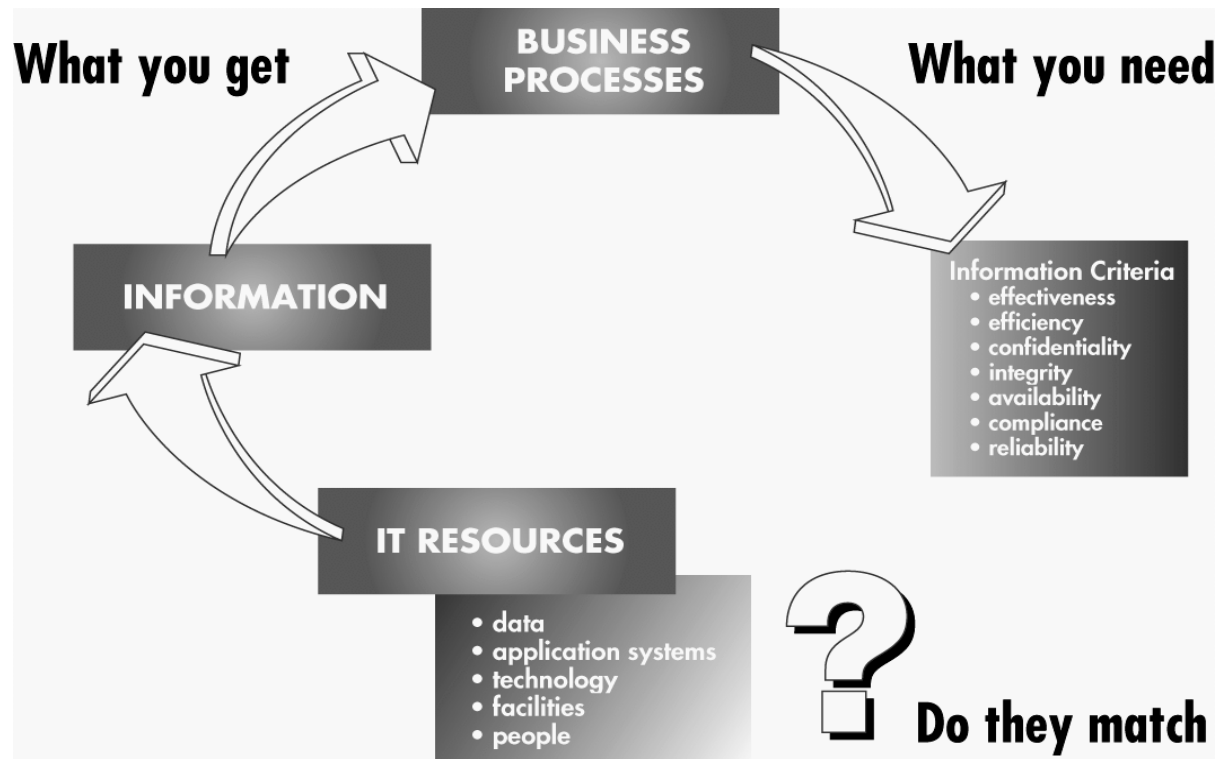 What you get
BUSINESS
PROCESSES
What you need
INFORMATION
Information Criteria
• effectiveness
• efficiency
• confidentiality
• integrity
• availability
• compliance
• reliability
IT RESOURCES
• data
• application systems
• technology
• facilities
• people
?
Do they match